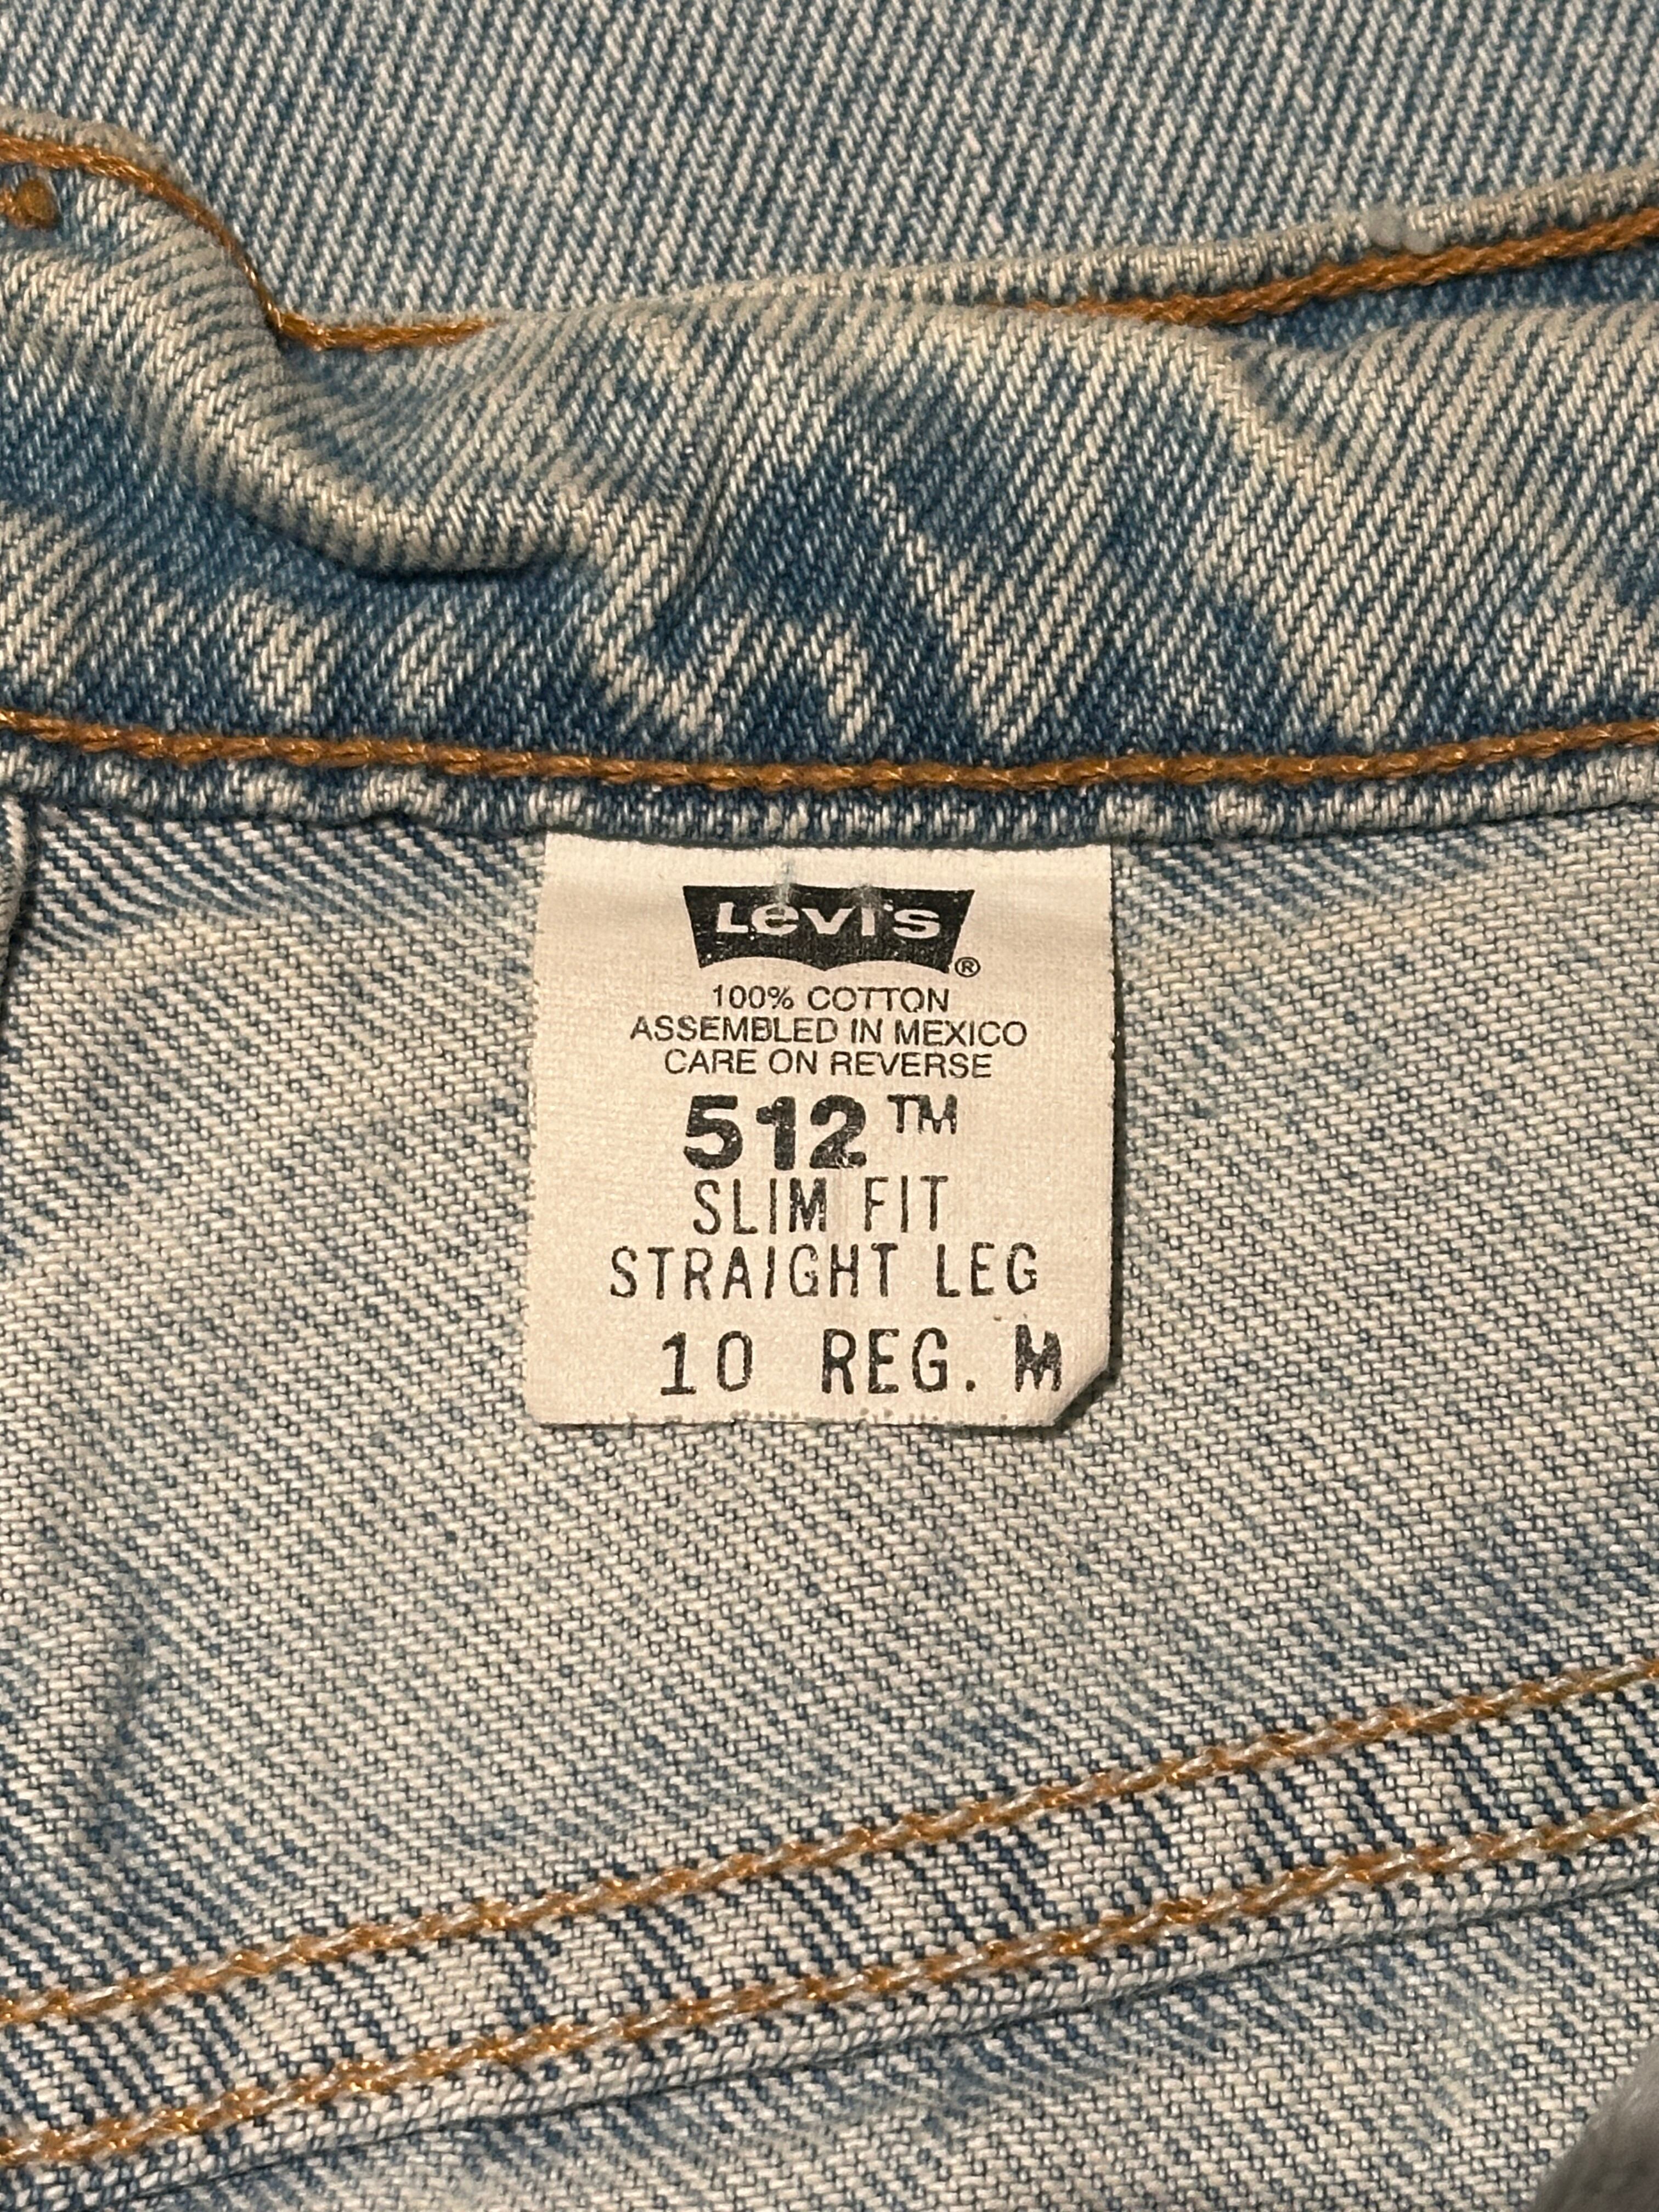 Levi's ®
100% COTTON
ASSEMBLED IN MEXICO
CARE ON REVERSE
512™
SLIM FIT
STRAIGHT LEG
10 REG. M